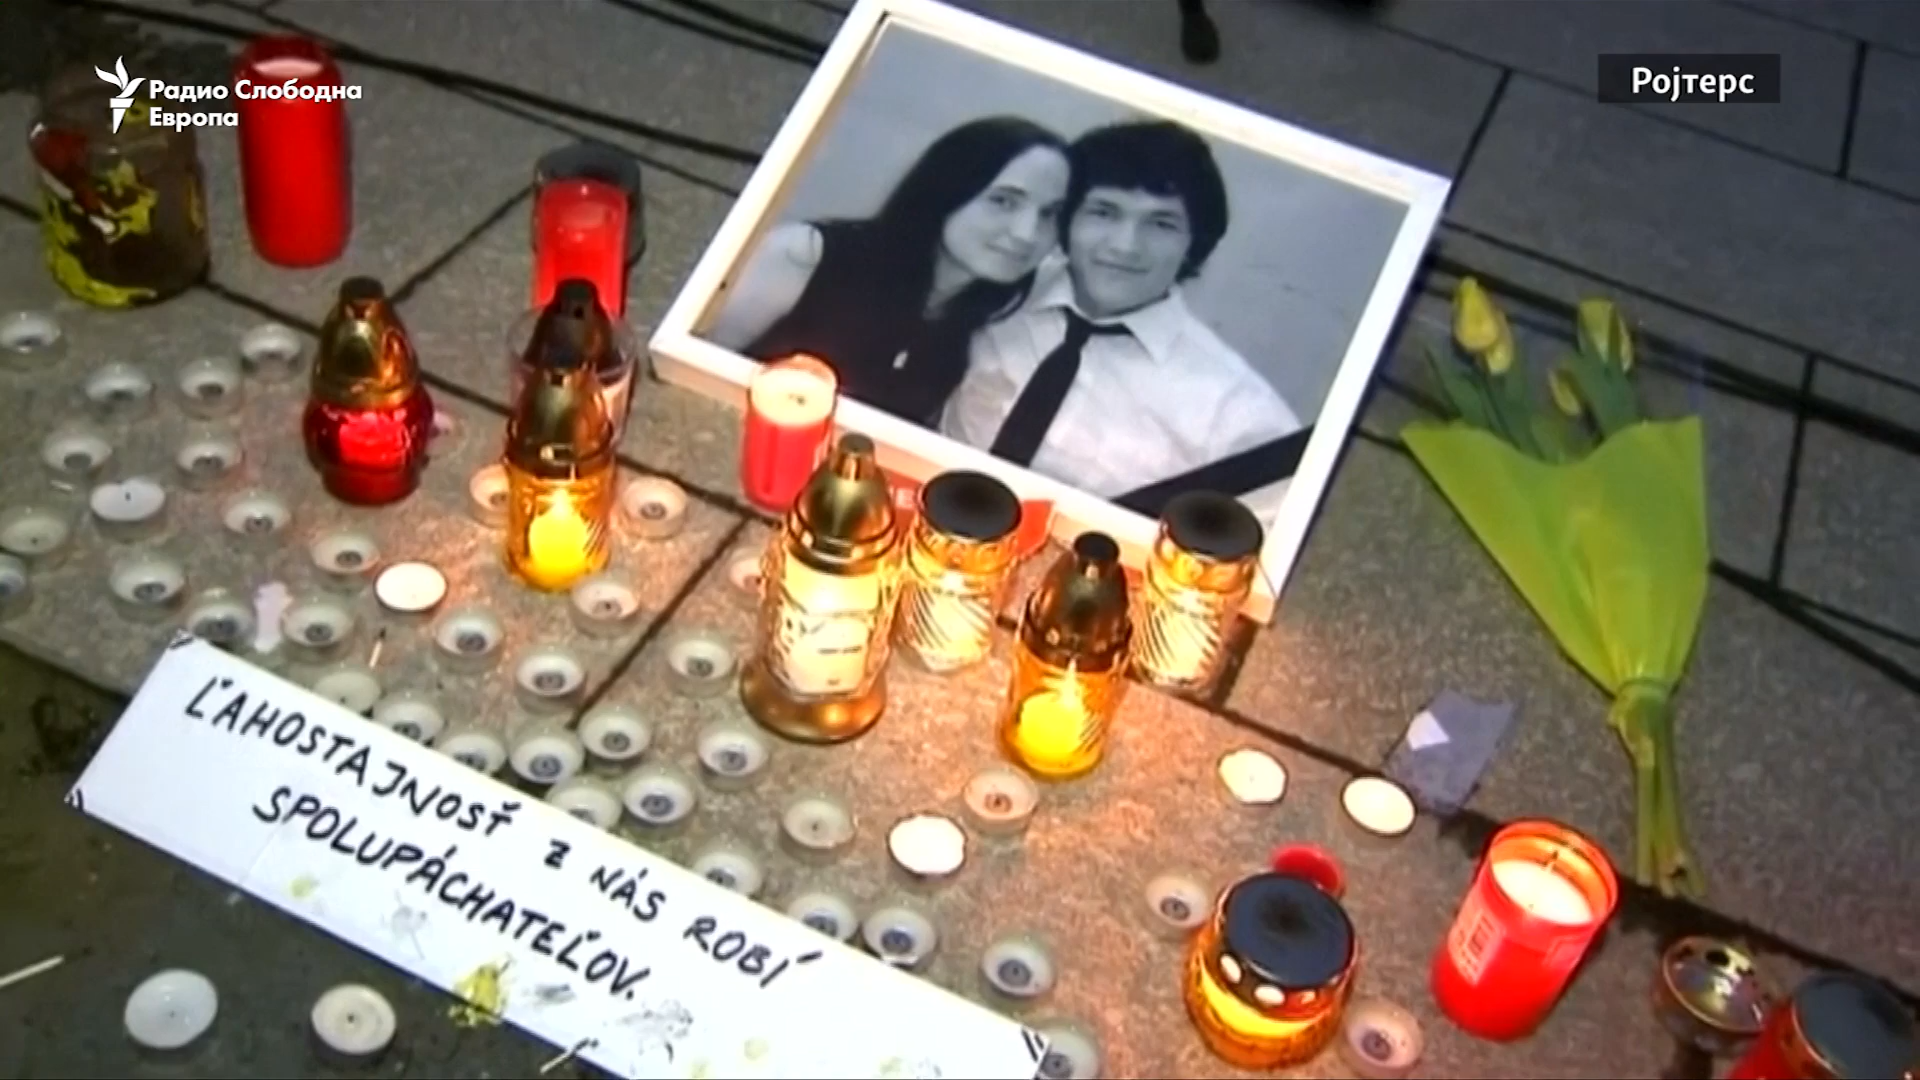 Радио Слободна
Европа
Ројтерс
ĽAHOSTAJNOSŤ Z NÁS ROBÍ
SPOLUPÁCHATEĽOV.